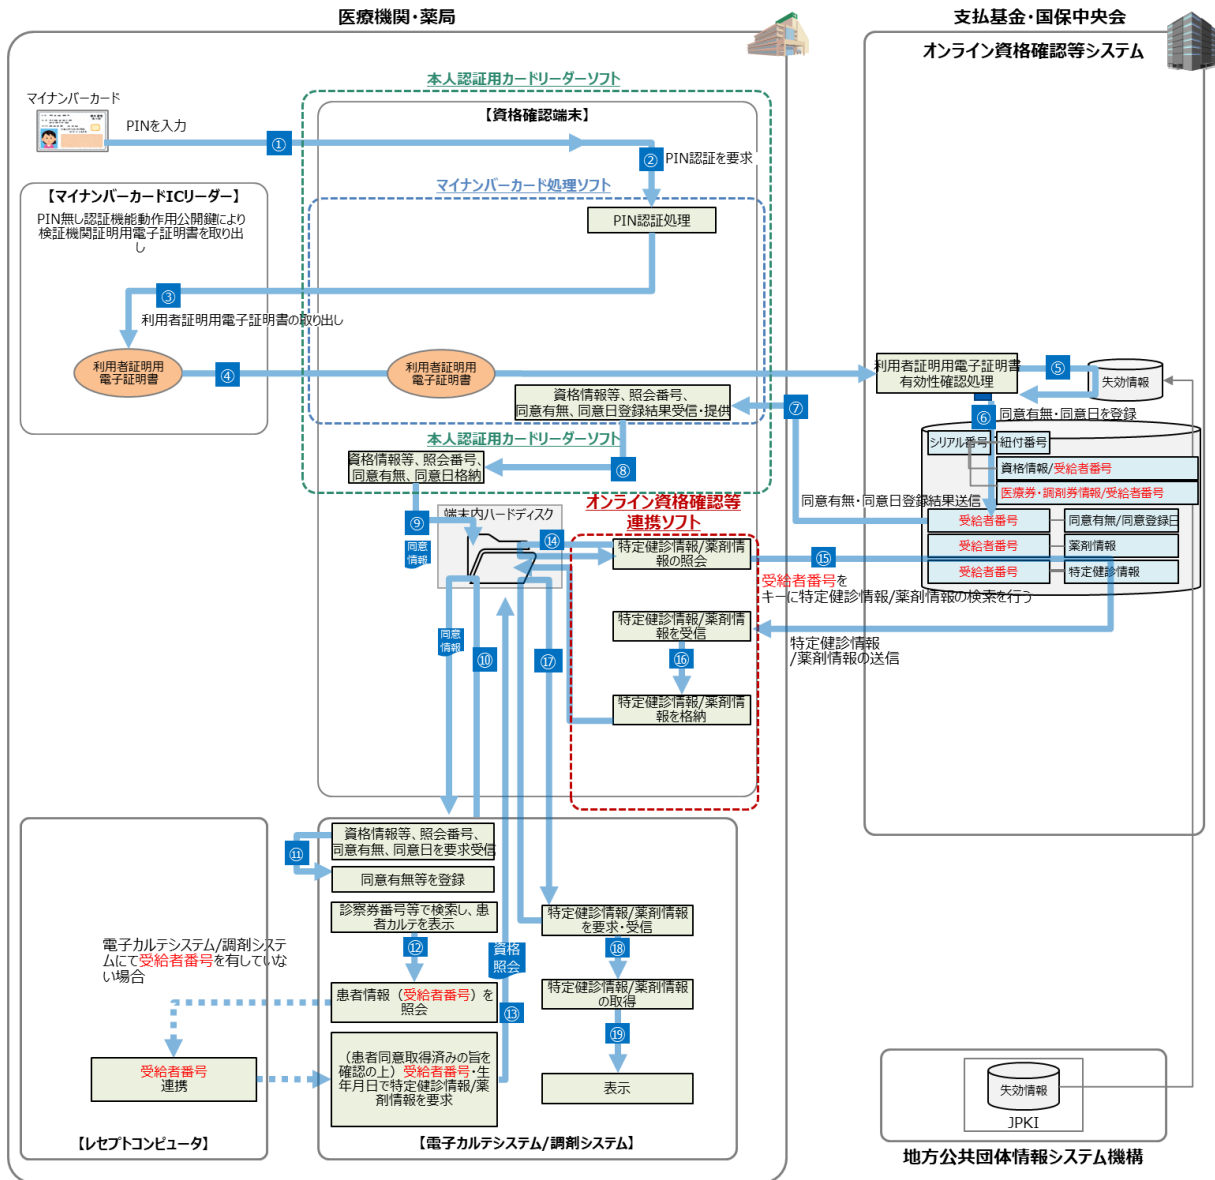 医療機関・薬局
支払基金・国保中央会
オンライン資格確認等システム
本人認証用カードリーダーソフト
マイナンバーカード
【資格確認端末】
PINを入力
①
②
PIN認証を要求
マイナンバーカード処理ソフト
【マイナンバーカードICリーダー】
PIN無し認証機能動作用公開鍵により
検証機関証明用電子証明書を取り出
し
PIN認証処理
③
利用者証明用電子証明書の取り出し
利用者証明用
電子証明書
④
利用者証明用
電子証明書
利用者証明用電子証明書
有効性確認処理
⑤
失効情報
資格情報等、照会番号、
同意有無、同意日登録結果受信・提供
⑦
⑥
同意有無・同意日を登録
本人認証用カードリーダーソフト
資格情報等、照会番号、
同意有無、同意日格納
⑧
シリアル番号
紐付番号
資格情報/受給者番号
医療券・調剤券情報/受給者番号
同意有無・同意日登録結果送信
受給者番号
同意有無/同意登録日
受給者番号
薬剤情報
受給者番号
特定健診情報
オンライン資格確認等
連携ソフト
⑨
端末内ハードディスク
同意
情報
⑭
特定健診情報/薬剤情
報の照会
⑮
受給者番号を
キーに特定健診情報/薬剤情報の検索を行う
特定健診情報/薬剤情
報を受信
特定健診情報
/薬剤情報の送信
同意
情報
⑩
⑰
⑯
特定健診情報/薬剤情
報を格納
資格情報等、照会番号、
同意有無、同意日を要求受信
⑪
同意有無等を登録
診察券番号等で検索し、患
者カルテを表示
⑫
資格
照会
特定健診情報/薬剤情報
を要求・受信
⑱
電子カルテシステム/調剤システ
ムにて受給者番号を有していな
い場合
患者情報（受給者番号）を
照会
⑬
特定健診情報/薬剤情報
の取得
⑲
受給者番号
連携
（患者同意取得済みの旨を
確認の上）受給者番号・生
年月日で特定健診情報/薬
剤情報を要求
表示
【レセプトコンピュータ】
【電子カルテシステム/調剤システム】
失効情報
JPKI
地方公共団体情報システム機構